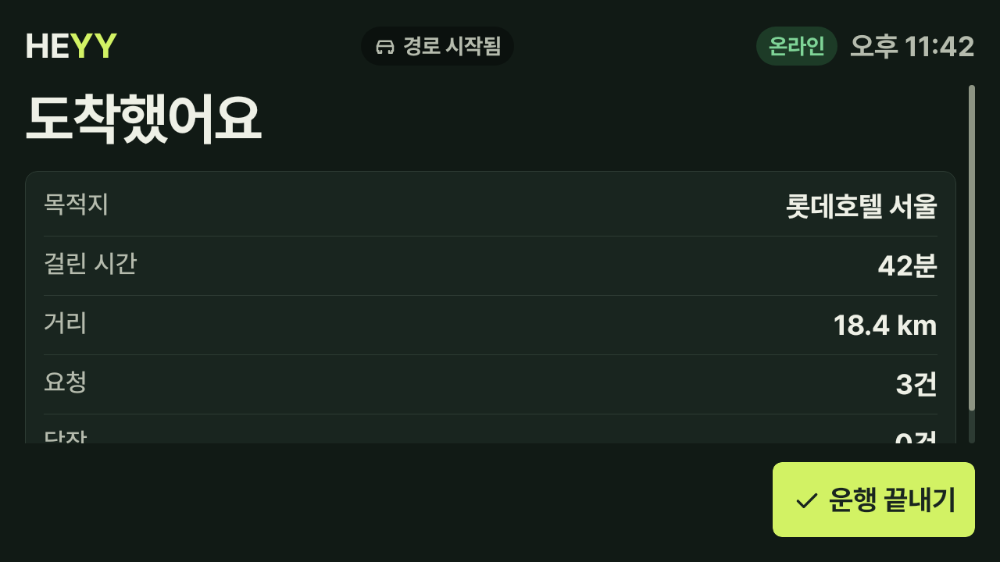 HEYY
경로 시작됨
온라인 오후 11:42
도착했어요
목적지 롯데호텔 서울
걸린 시간 42분
거리 18.4 km
요청 3건
운행 끝내기